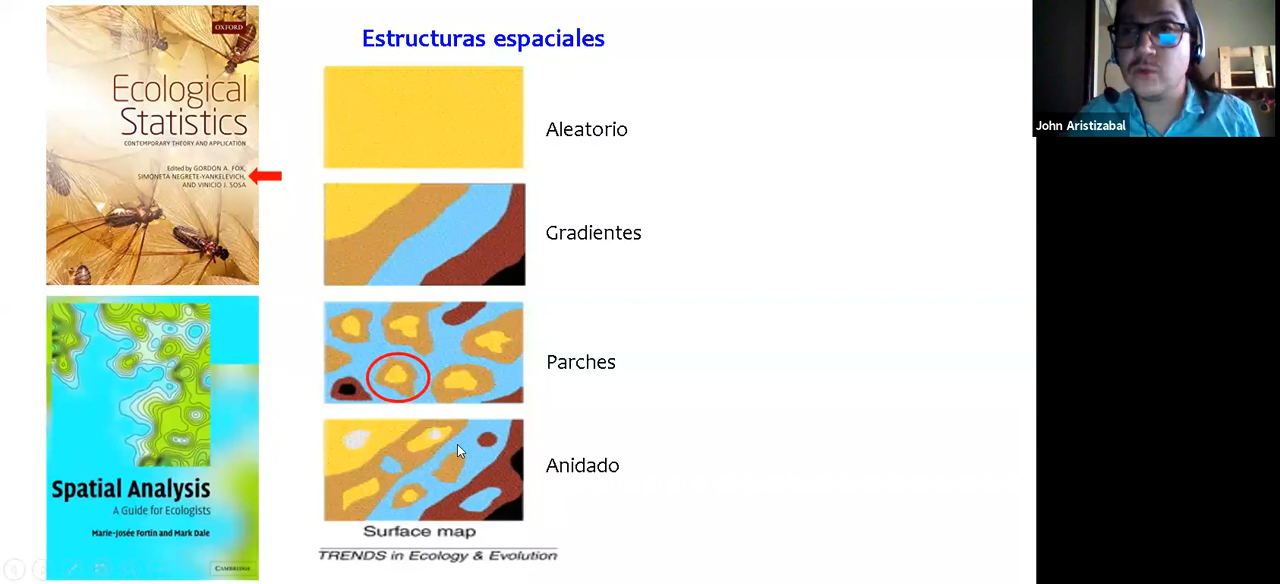 OXFORD
Ecological
Statistics
CONTEMPORARY THEORY AND APPLICATION
Edited by GORDON A. FOX,
SIMONETA NEGRETE-YANKELEVICH,
AND VINICIO J. SOSA
Spatial Analysis
A Guide for Ecologists
Marie-Josée Fortin and Mark Dale
CAMBRIDGE
Estructuras espaciales
Aleatorio
Gradientes
Parches
Anidado
Surface map
TRENDS in Ecology & Evolution
John Aristizabal